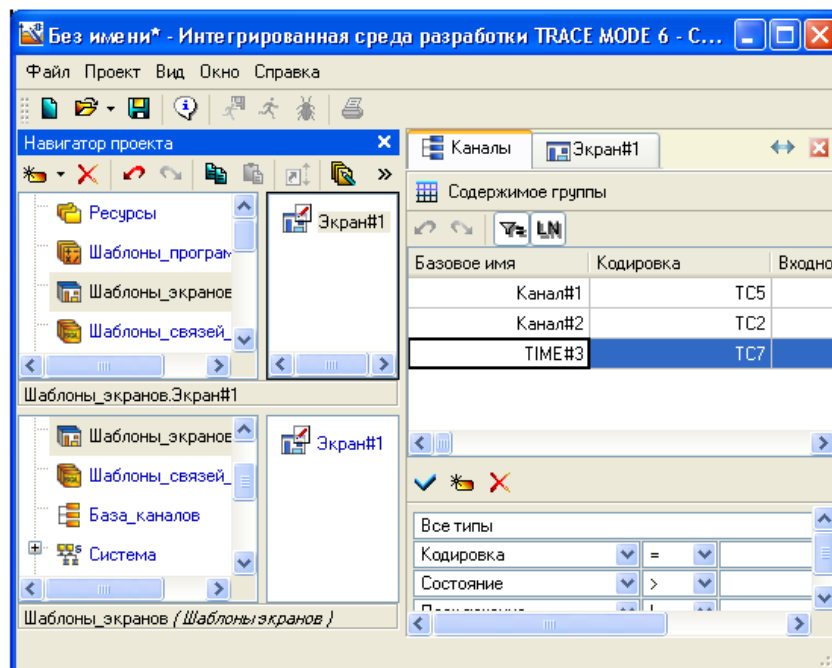 Без имени* - Интегрированная среда разработки TRACE MODE 6 - С...
Файл Проект Вид Окно Справка
Навигатор проекта
Ресурсы
Шаблоны_програм
Шаблоны_экранов
Шаблоны_связей_
Экран#1
Шаблоны_экранов.Экран#1
Шаблоны_экранов
Шаблоны_связей_
База_каналов
Система
Экран#1
Шаблоны_экранов ( Шаблоны экранов )
Каналы Экран#1
Содержимое группы
LN
Базовое имя Кодировка Входно
Канал#1 TC5
Канал#2 TC2
TIME#3 TC7
Все типы
Кодировка =
Состояние >